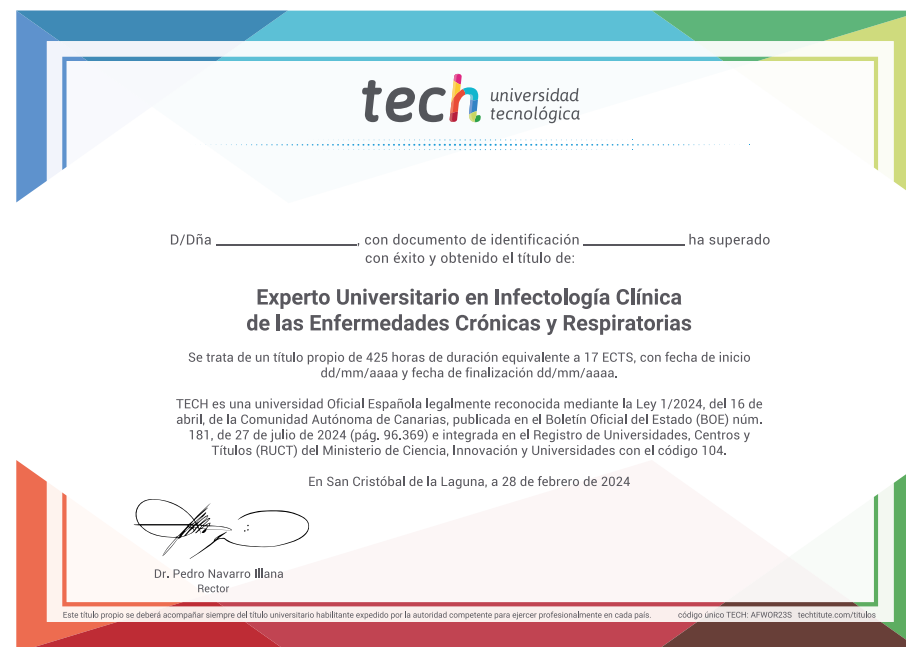 tech universidad
tecnológica
D/Dña ____________, con documento de identificación ____________ ha superado
con éxito y obtenido el título de:
Experto Universitario en Infectología Clínica
de las Enfermedades Crónicas y Respiratorias
Se trata de un título propio de 425 horas de duración equivalente a 17 ECTS, con fecha de inicio
dd/mm/aaaa y fecha de finalización dd/mm/aaaa.
TECH es una universidad Oficial Española legalmente reconocida mediante la Ley 1/2024, del 16 de
abril, de la Comunidad Autónoma de Canarias, publicada en el Boletín Oficial del Estado (BOE) núm.
181, de 27 de julio de 2024 (pág. 96.369) e integrada en el Registro de Universidades, Centros y
Títulos (RUCT) del Ministerio de Ciencia, Innovación y Universidades con el código 104.
En San Cristóbal de la Laguna, a 28 de febrero de 2024
Dr. Pedro Navarro Illana
Rector
Este título propio se deberá acompañar siempre del título universitario habilitante expedido por la autoridad competente para ejercer profesionalmente en cada país. código único TECH: AFWOR23S techtitute.com/titulos